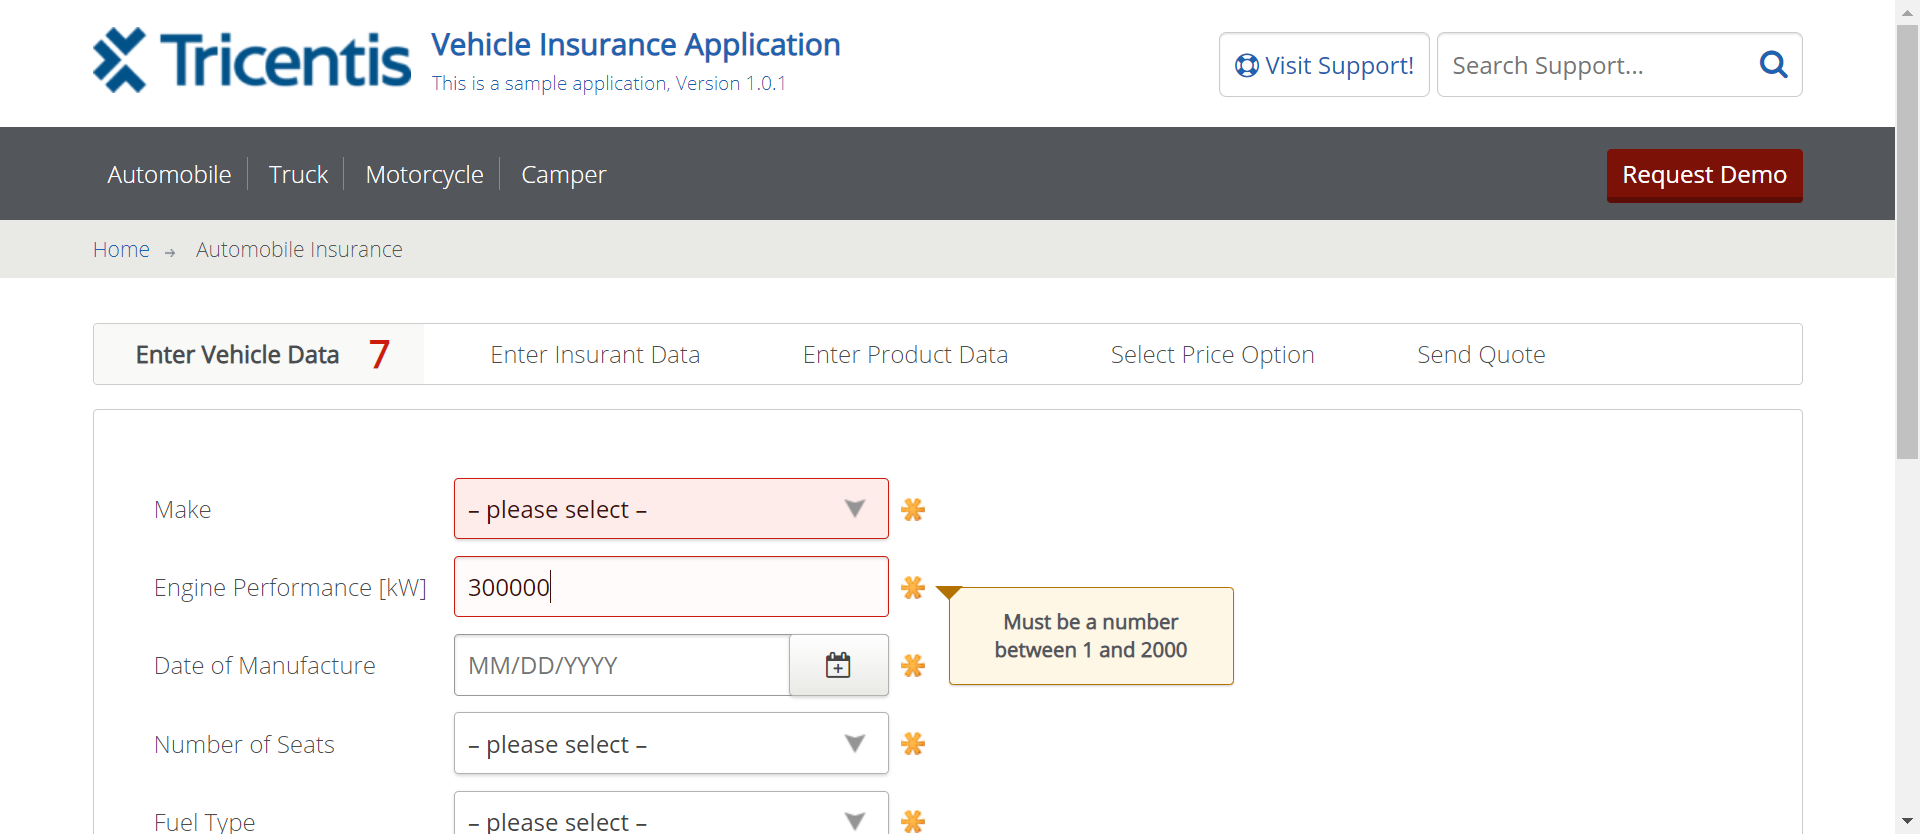 Tricentis
Vehicle Insurance Application
This is a sample application, Version 1.0.1
Visit Support!
Search Support...
Automobile
Truck
Motorcycle
Camper
Request Demo
Home
Automobile Insurance
Enter Vehicle Data 7
Enter Insurant Data
Enter Product Data
Select Price Option
Send Quote
Make
– please select –
Engine Performance [kW]
300000
Must be a number
between 1 and 2000
Date of Manufacture
MM/DD/YYYY
Number of Seats
– please select –
Fuel Type
– please select –